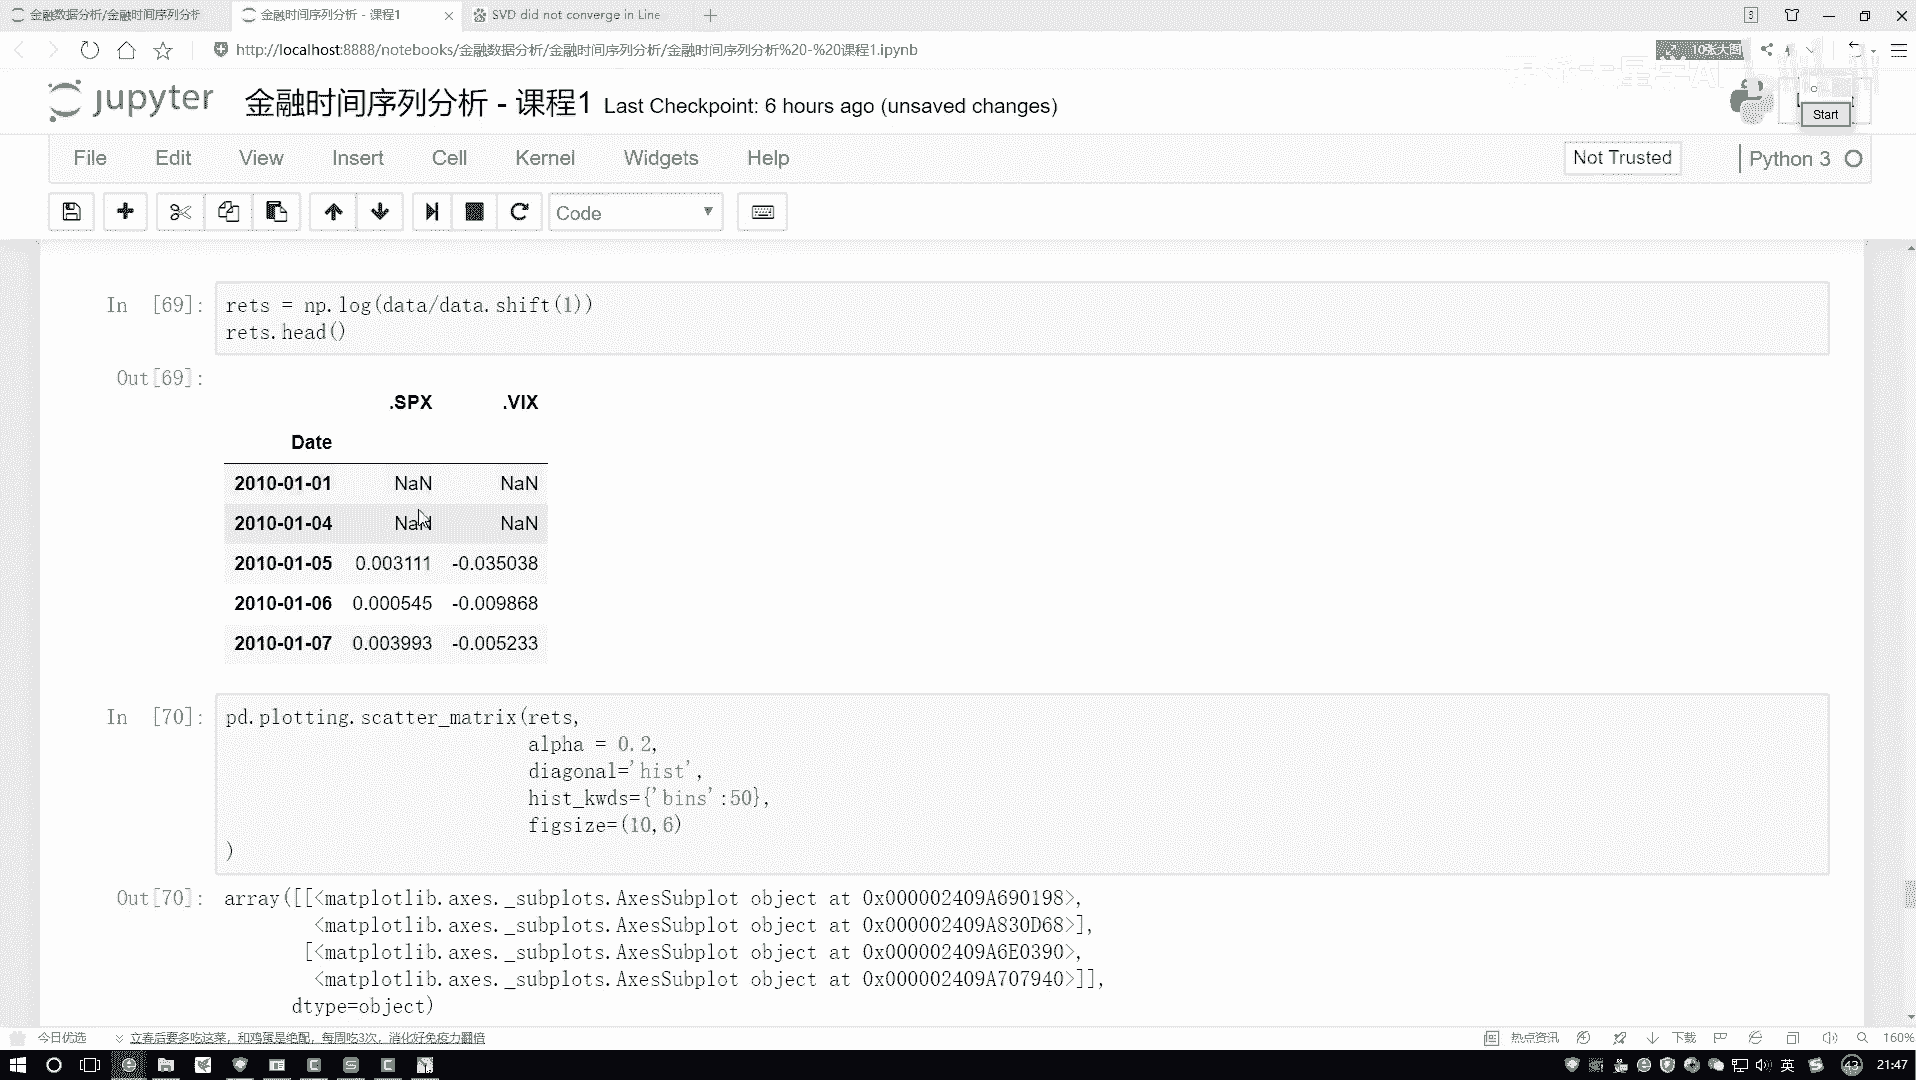 金融数据分析/金融时间序列分析
金融时间序列分析 - 课程1
SVD did not converge in Line
3
http://localhost:8888/notebooks/金融数据分析/金融时间序列分析/金融时间序列分析%20-%20课程1.ipynb
10张大图
jupyter 金融时间序列分析 - 课程1 Last Checkpoint: 6 hours ago (unsaved changes)
Start
File Edit View Insert Cell Kernel Widgets Help
Not Trusted
Python 3
Code
In [69]:
rets = np.log(data/data.shift(1))
rets.head()
Out[69]:
.SPX .VIX
Date
2010-01-01 NaN NaN
2010-01-04 NaN NaN
2010-01-05 0.003111 -0.035038
2010-01-06 0.000545 -0.009868
2010-01-07 0.003993 -0.005233
In [70]:
pd.plotting.scatter_matrix(rets,
alpha = 0.2,
diagonal='hist',
hist_kwds={'bins':50},
figsize=(10,6)
)
Out[70]:
array([[<matplotlib.axes._subplots.AxesSubplot object at 0x000002409A690198>,
<matplotlib.axes._subplots.AxesSubplot object at 0x000002409A830D68>],
[<matplotlib.axes._subplots.AxesSubplot object at 0x000002409A6E0390>,
<matplotlib.axes._subplots.AxesSubplot object at 0x000002409A707940>]],
dtype=object)
今日优选
立春后要多吃这菜，和鸡蛋是绝配，每周吃3次，消化好免疫力翻倍
热点资讯
下载
160%
英
43
21:47